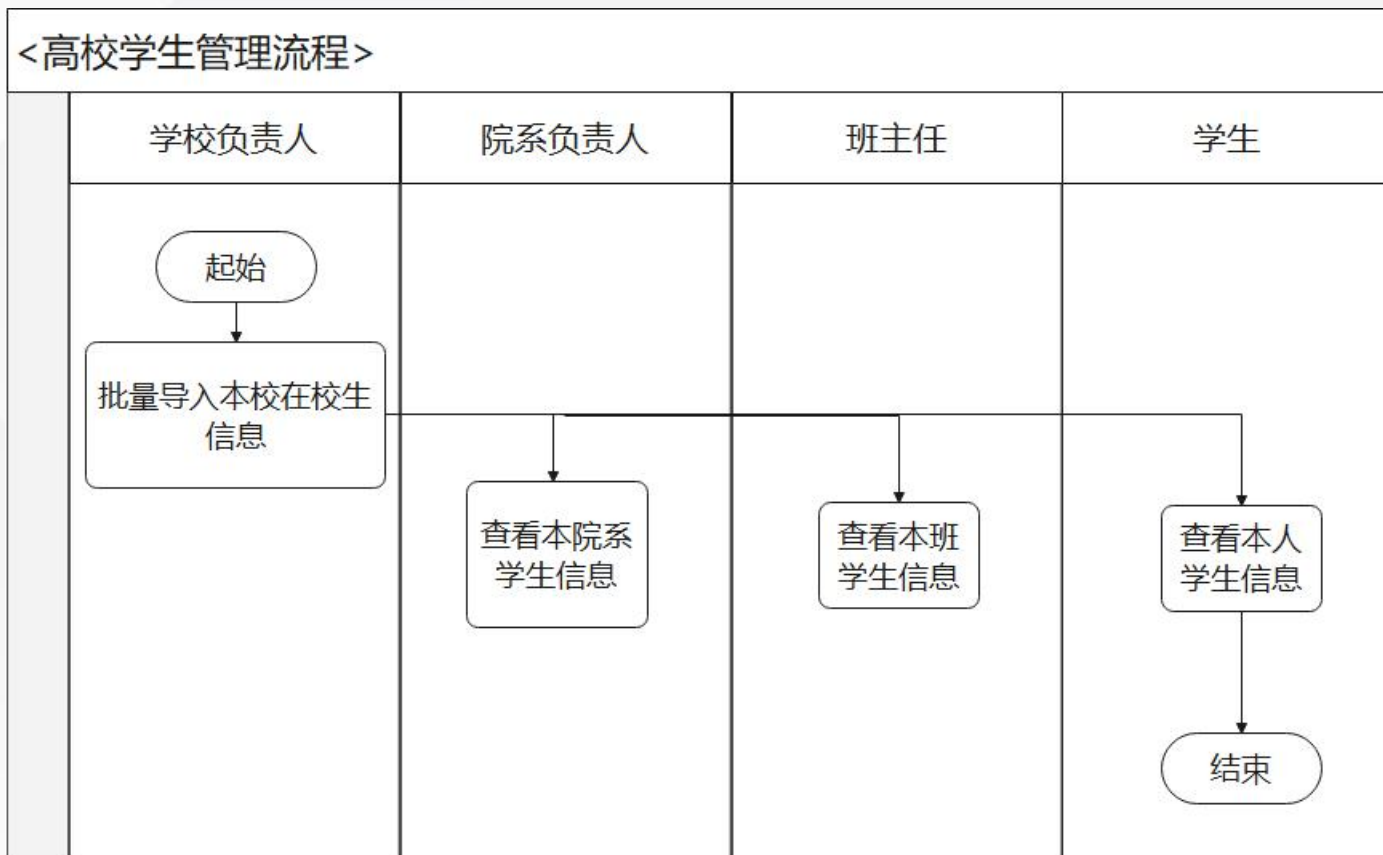 <高校学生管理流程>
学校负责人
院系负责人
班主任
学生
起始
批量导入本校在校生
信息
查看本院系
学生信息
查看本班
学生信息
查看本人
学生信息
结束